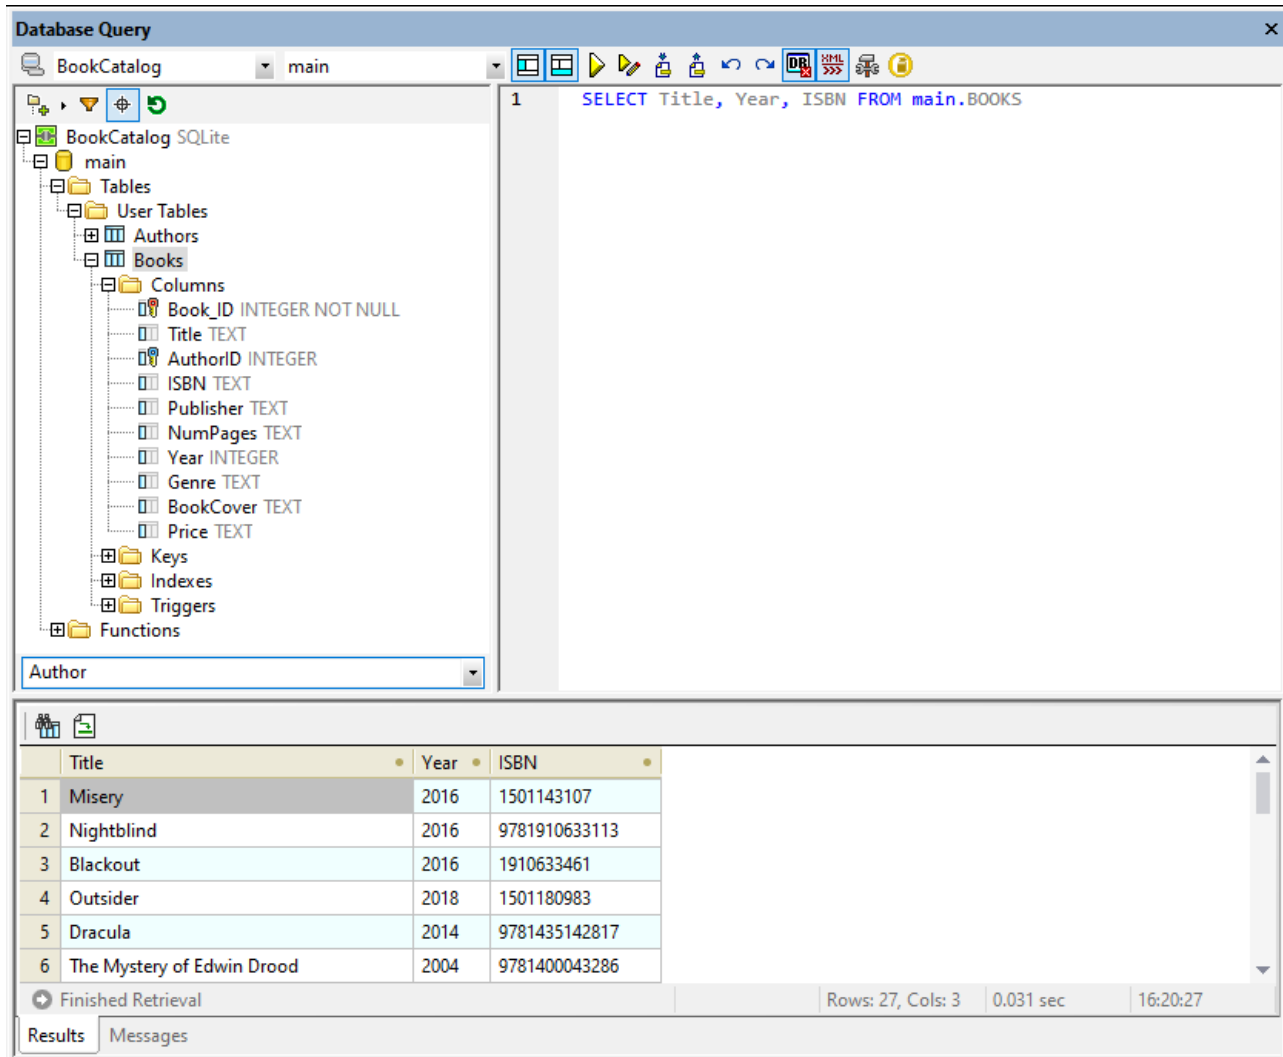 Database Query
BookCatalog main
BookCatalog SQLite
main
Tables
User Tables
Authors
Books
Columns
Book_ID INTEGER NOT NULL
Title TEXT
AuthorID INTEGER
ISBN TEXT
Publisher TEXT
NumPages TEXT
Year INTEGER
Genre TEXT
BookCover TEXT
Price TEXT
Keys
Indexes
Triggers
Functions
Author
1 SELECT Title, Year, ISBN FROM main.BOOKS
Title Year ISBN
1 Misery 2016 1501143107
2 Nightblind 2016 9781910633113
3 Blackout 2016 1910633461
4 Outsider 2018 1501180983
5 Dracula 2014 9781435142817
6 The Mystery of Edwin Drood 2004 9781400043286
Finished Retrieval Rows: 27, Cols: 3 0.031 sec 16:20:27
Results Messages